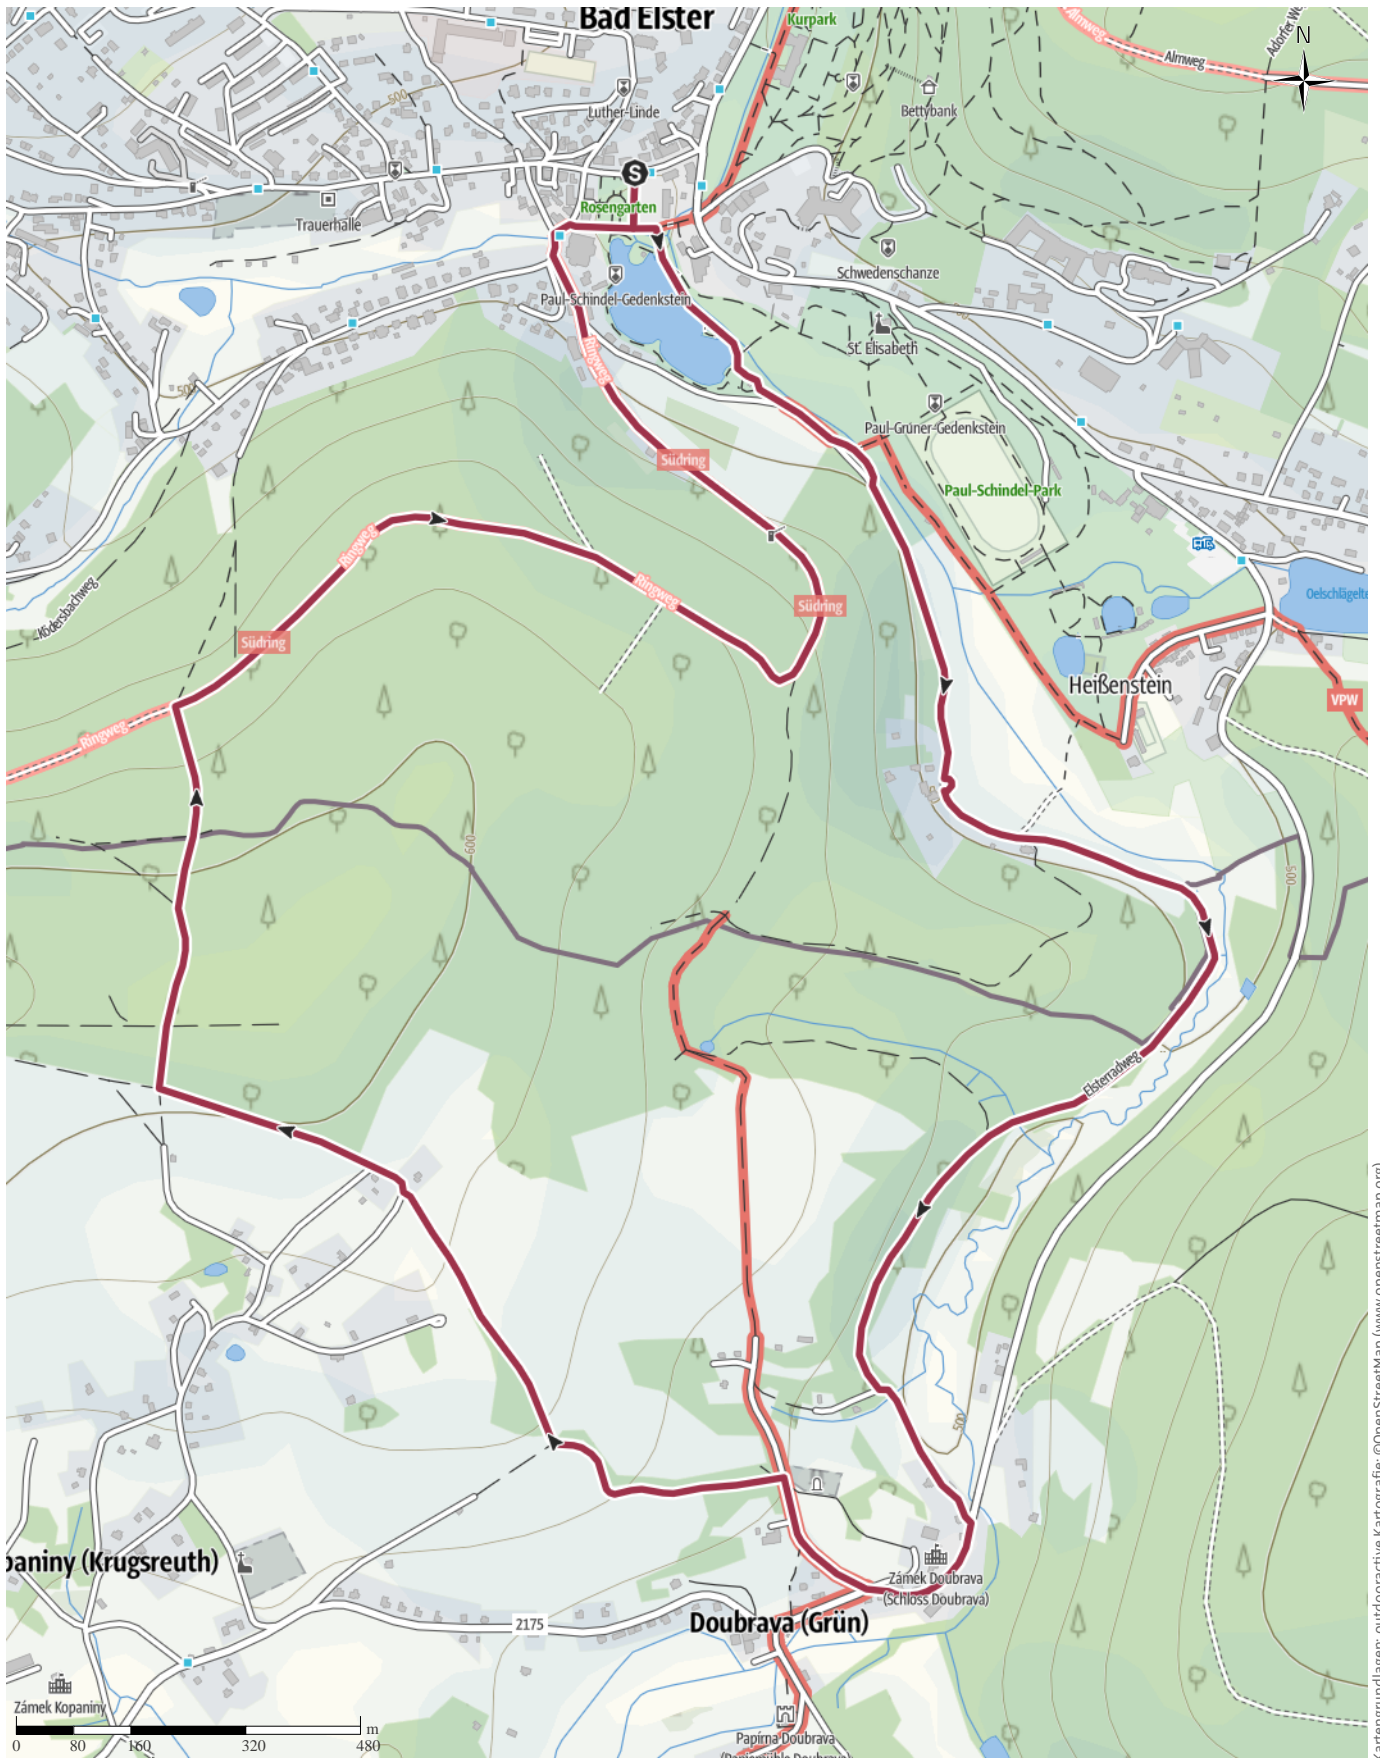 Bad Elster
Kurpark
Almweg
Almweg
N
500
Luther-Linde
Bettybank
S
Rosengarten
Trauerhalle
Schwedenschanze
Paul-Schindel-Gedenkstein
St. Elisabeth
Ringweg
500
Paul-Grüner-Gedenkstein
Südring
Paul-Schindel-Park
Ringweg
Ringweg
Ködersbachweg
Südring
Südring
Heißenstein
VPW
Ringweg
600
500
Elsterradweg
500
Zámek Doubrava
(Schloss Doubrava)
paniny (Krugsreuth)
Doubrava (Grün)
2175
Zámek Kopaniny
Papírna Doubrava
0 80 160 320 480 m